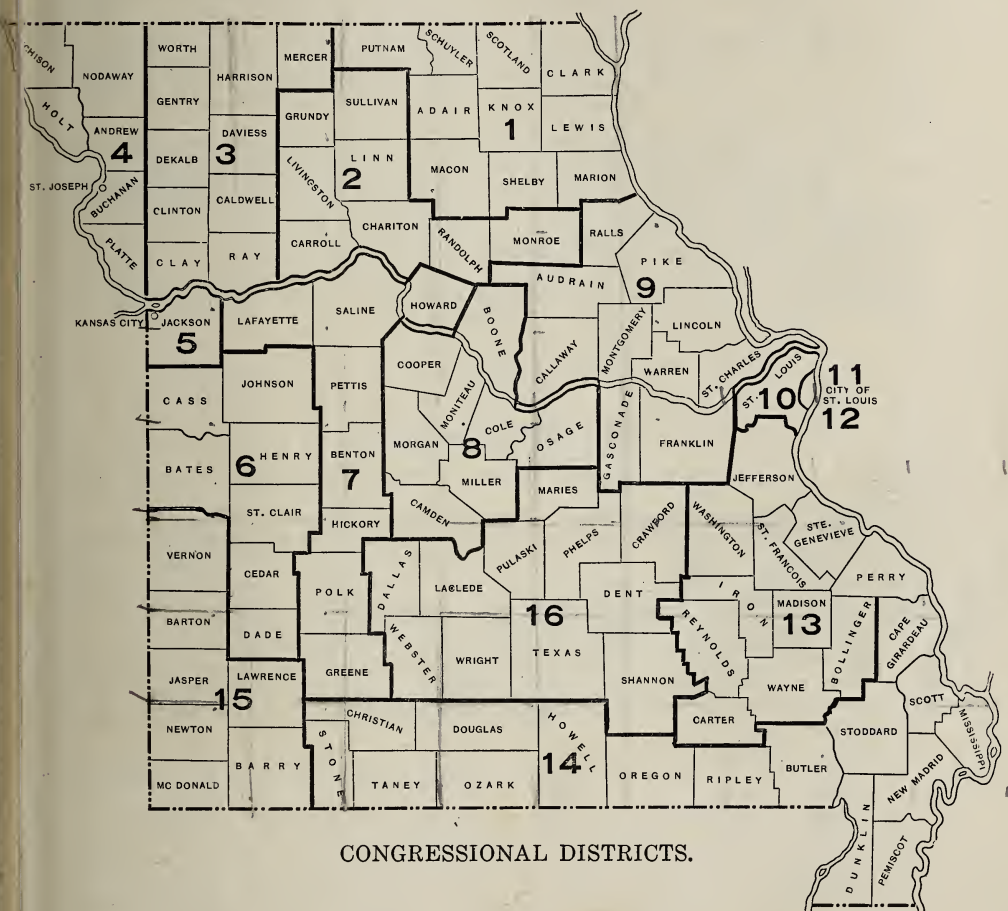 CHISON
NODAWAY
WORTH
HARRISON
MERCER
PUTNAM
SCHUYLER
SCOTLAND
CLARK
GENTRY
HOLT
ANDREW
4
DEKALB
DAVIESS
3
GRUNDY
SULLIVAN
ADAIR
KNOX
1
LEWIS
ST. JOSEPH
BUCHANAN
CLINTON
CALDWELL
LIVINGSTON
LINN
2
MACON
SHELBY
MARION
PLATTE
CLAY
RAY
CARROLL
CHARITON
RANDOLPH
MONROE
RALLS
PIKE
AUDRAIN
9
KANSAS CITY
JACKSON
5
LAFAYETTE
SALINE
HOWARD
BOONE
CALLAWAY
MONTGOMERY
LINCOLN
WARREN
ST. CHARLES
ST. LOUIS
10
11
CITY OF
ST. LOUIS
12
CASS
JOHNSON
PETTIS
COOPER
MONITEAU
COLE
8
OSAGE
GASCONADE
FRANKLIN
JEFFERSON
BATES
6
HENRY
BENTON
7
MORGAN
MILLER
MARIES
ST. CLAIR
HICKORY
CAMDEN
PULASKI
PHELPS
CRAWFORD
WASHINGTON
ST. FRANCOIS
STE.
GENEVIEVE
PERRY
VERNON
CEDAR
POLK
DALLAS
LACLEDE
DENT
IRON
MADISON
13
BOLLINGER
CAPE
GIRARDEAU
BARTON
DADE
GREENE
WEBSTER
WRIGHT
16
TEXAS
SHANNON
REYNOLDS
WAYNE
SCOTT
MISSISSIPPI
JASPER
15
LAWRENCE
NEWTON
CHRISTIAN
DOUGLAS
HOWELL
14
CARTER
STODDARD
MC DONALD
BARRY
STONE
TANEY
OZARK
OREGON
RIPLEY
BUTLER
NEW MADRID
DUNKLIN
PEMISCOT
CONGRESSIONAL DISTRICTS.